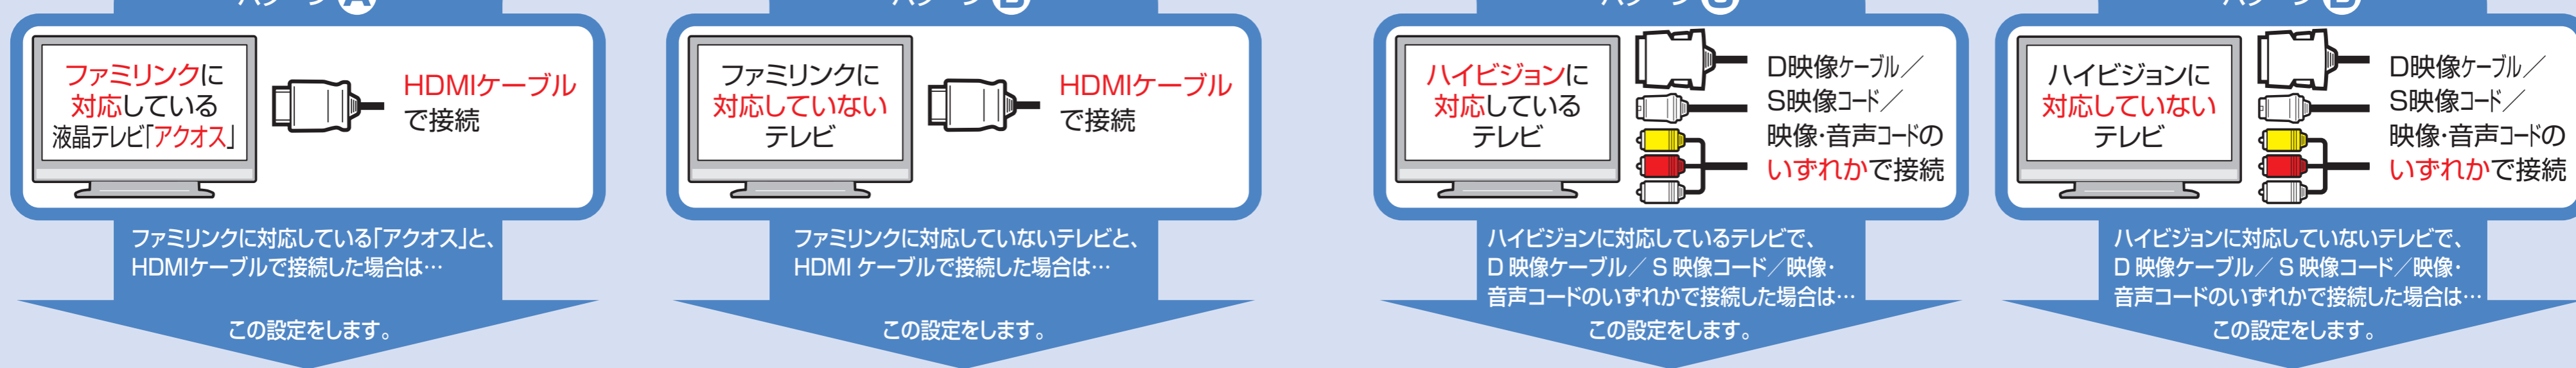 パターン A
ファミリンクに
対応している
液晶テレビ「アクオス」
HDMIケーブル
で接続
ファミリンクに対応している「アクオス」と、
HDMIケーブルで接続した場合は…
この設定をします。
パターン B
ファミリンクに
対応していない
テレビ
HDMIケーブル
で接続
ファミリンクに対応していないテレビと、
HDMI ケーブルで接続した場合は…
この設定をします。
パターン C
ハイビジョンに
対応している
テレビ
D映像ケーブル／
S映像コード／
映像・音声コードの
いずれかで接続
ハイビジョンに対応しているテレビで、
D 映像ケーブル／ S 映像コード／映像・
音声コードのいずれかで接続した場合は…
この設定をします。
パターン D
ハイビジョンに
対応していない
テレビ
D映像ケーブル／
S映像コード／
映像・音声コードの
いずれかで接続
ハイビジョンに対応していないテレビで、
D 映像ケーブル／ S 映像コード／映像・
音声コードのいずれかで接続した場合は…
この設定をします。